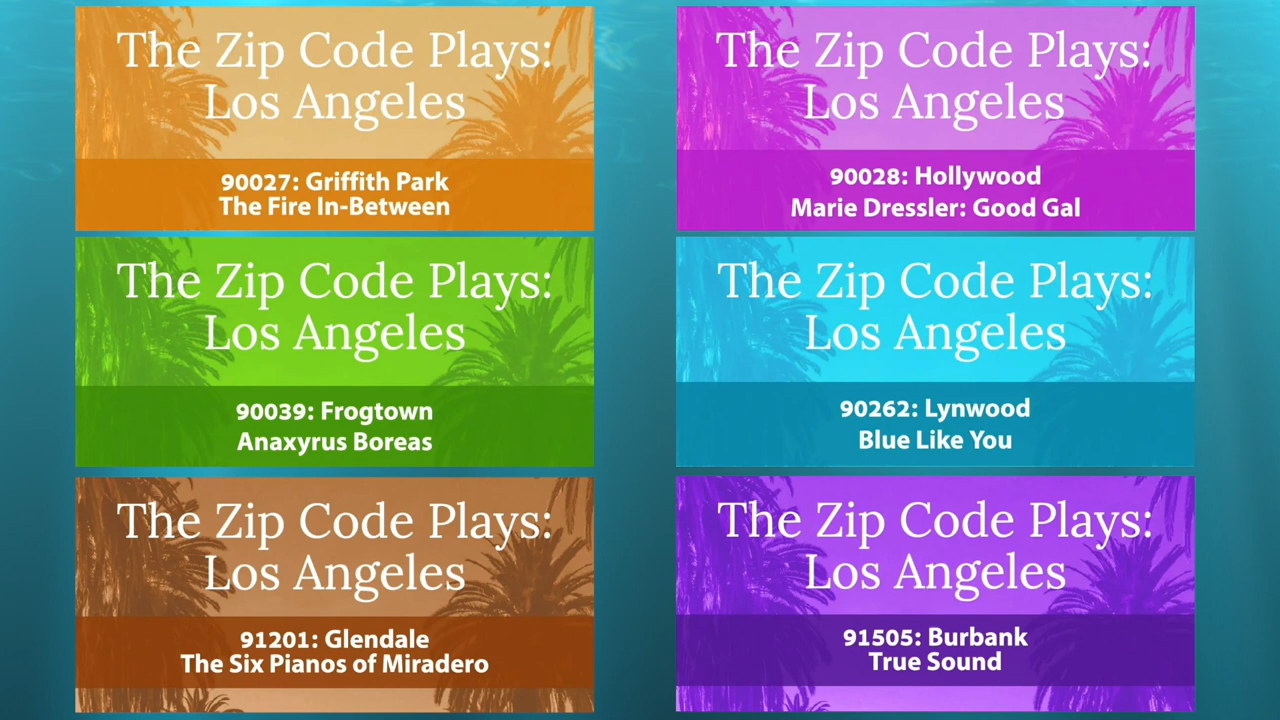 The Zip Code Plays:
Los Angeles
90027: Griffith Park
The Fire In-Between
The Zip Code Plays:
Los Angeles
90028: Hollywood
Marie Dressler: Good Gal
The Zip Code Plays:
Los Angeles
90039: Frogtown
Anaxyrus Boreas
The Zip Code Plays:
Los Angeles
90262: Lynwood
Blue Like You
The Zip Code Plays:
Los Angeles
91201: Glendale
The Six Pianos of Miradero
The Zip Code Plays:
Los Angeles
91505: Burbank
True Sound